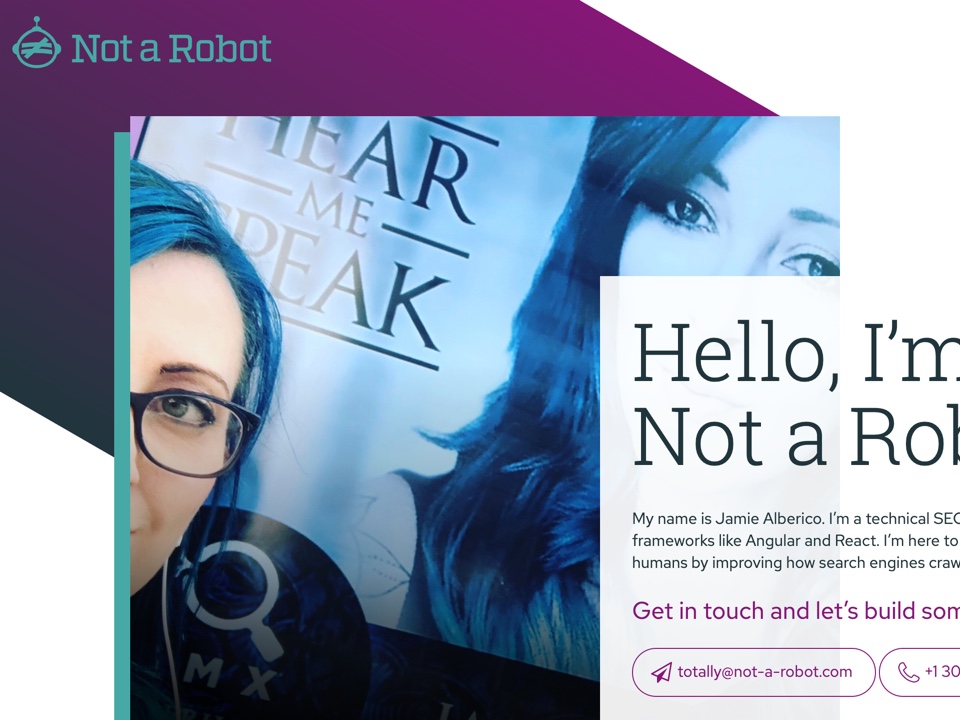 Not a Robot
HEAR
ME
SPEAK
Hello, I'm
Not a Rob
My name is Jamie Alberico. I'm a technical SEO
frameworks like Angular and React. I'm here to
humans by improving how search engines craw
Get in touch and let's build som
totally@not-a-robot.com
+1 30
M X